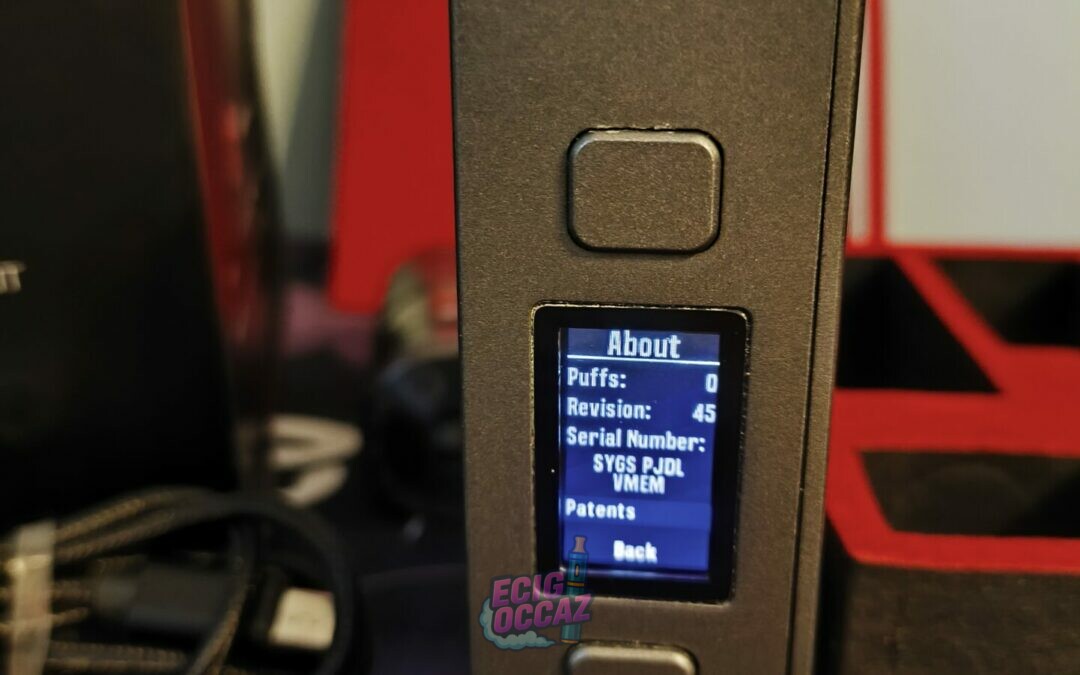 About
Puffs: 0
Revision: 45
Serial Number:
SYGS PJDL
VMEM
Patents
Back
ECIG
OCCAZ